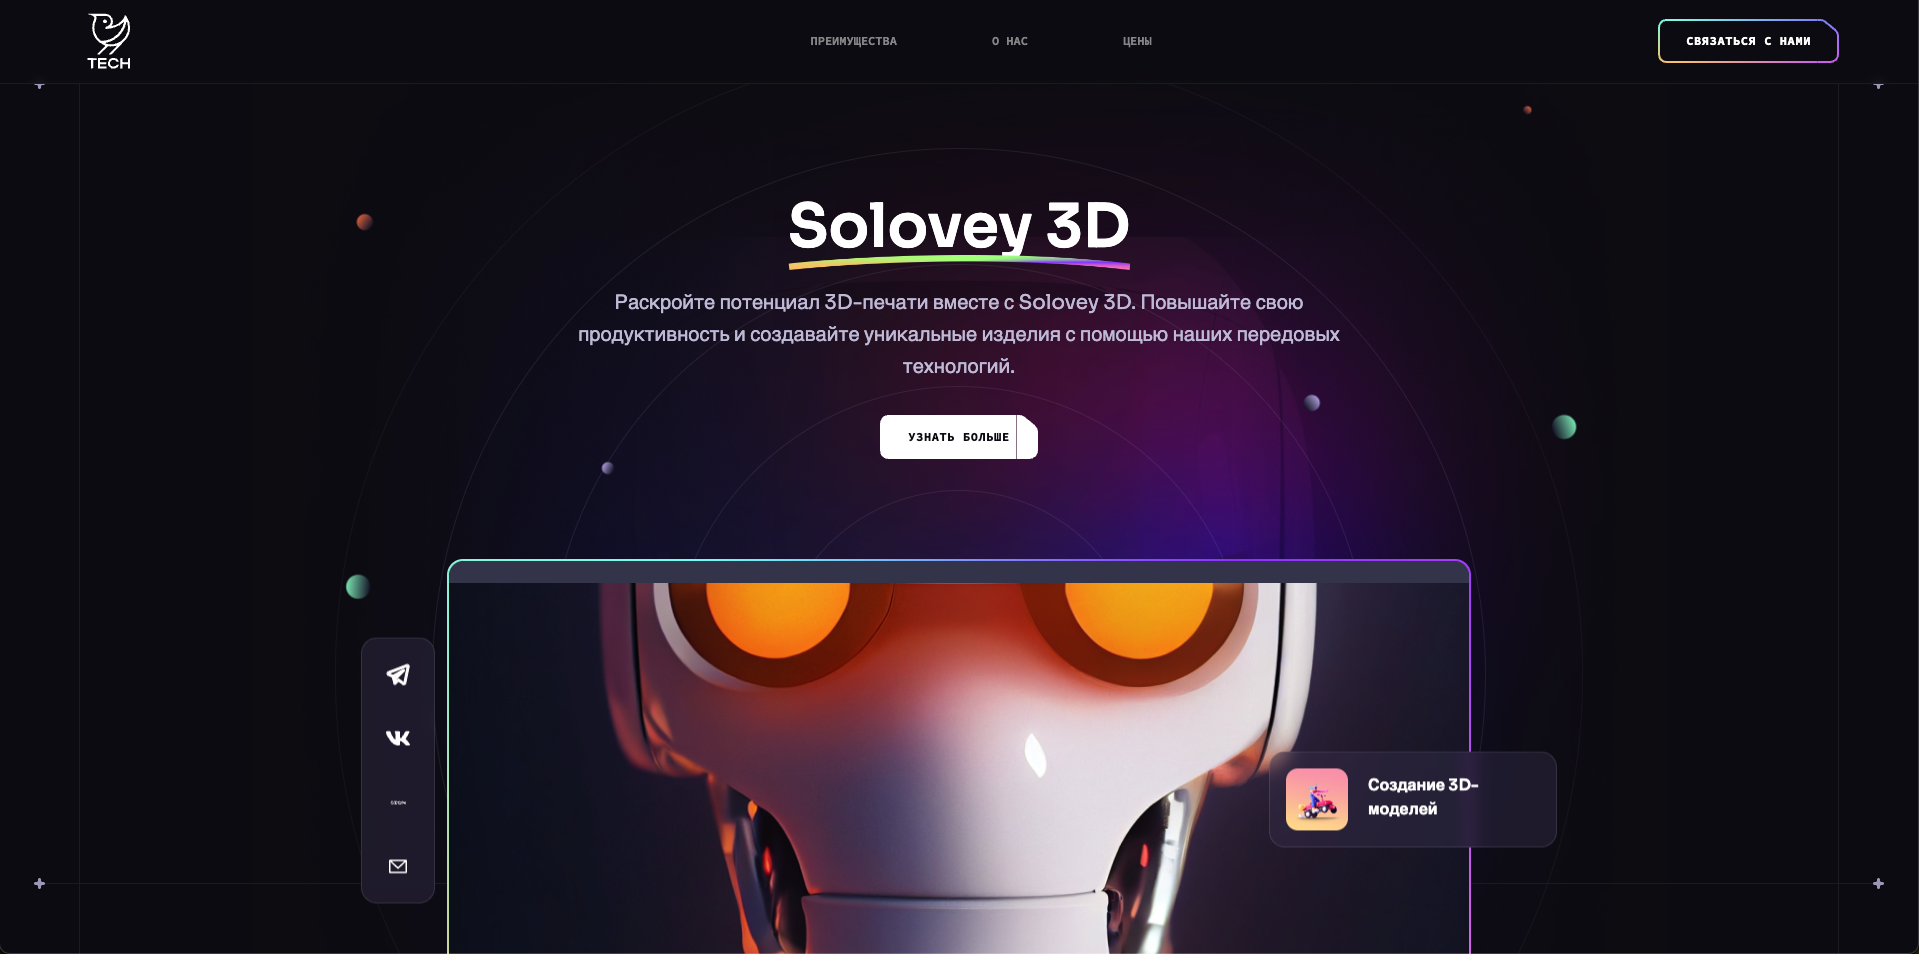 TECH
ПРЕИМУЩЕСТВА
О НАС
ЦЕНЫ
СВЯЗАТЬСЯ С НАМИ
Solovey 3D
Раскройте потенциал 3D-печати вместе с Solovey 3D. Повышайте свою
продуктивность и создавайте уникальные изделия с помощью наших передовых
технологий.
УЗНАТЬ БОЛЬШЕ
Создание 3D-
моделей